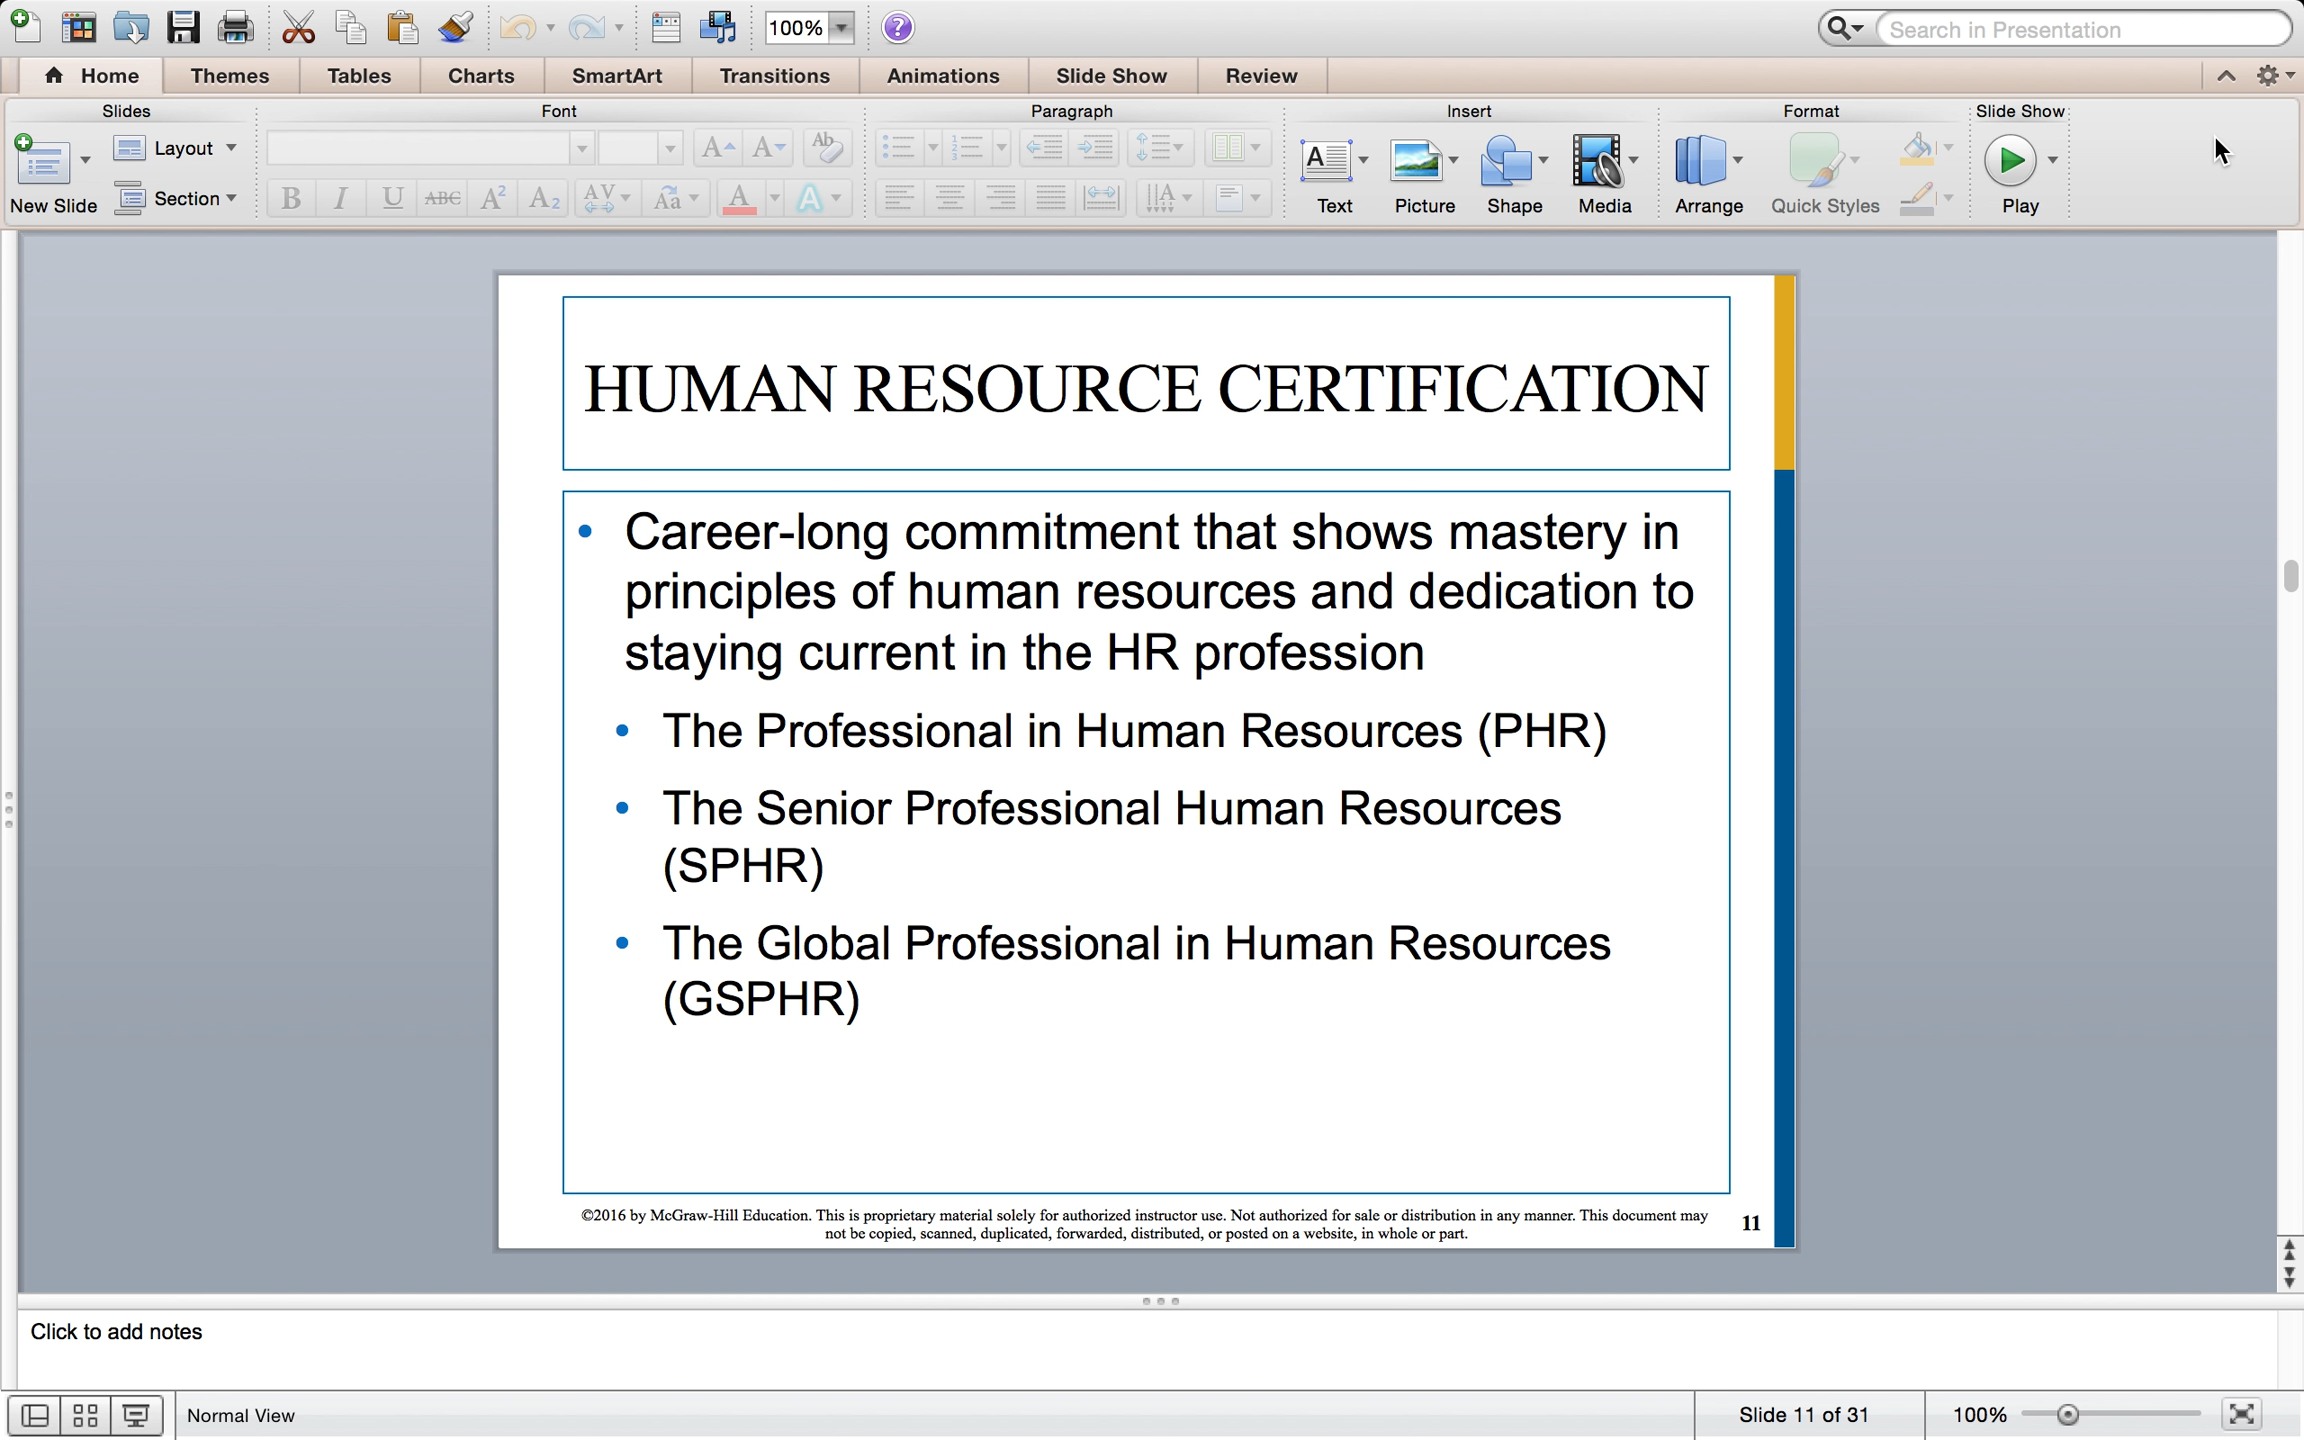 100%
Search in Presentation
Home Themes Tables Charts SmartArt Transitions Animations Slide Show Review
Slides Font Paragraph Insert Format Slide Show
Layout
New Slide Section
B I U ABC A² A₂ AV Aa A A
Text Picture Shape Media Arrange Quick Styles Play
HUMAN RESOURCE CERTIFICATION
• Career-long commitment that shows mastery in
principles of human resources and dedication to
staying current in the HR profession
• The Professional in Human Resources (PHR)
• The Senior Professional Human Resources
(SPHR)
• The Global Professional in Human Resources
(GSPHR)
©2016 by McGraw-Hill Education. This is proprietary material solely for authorized instructor use. Not authorized for sale or distribution in any manner. This document may
not be copied, scanned, duplicated, forwarded, distributed, or posted on a website, in whole or part.
11
Click to add notes
Normal View Slide 11 of 31 100%